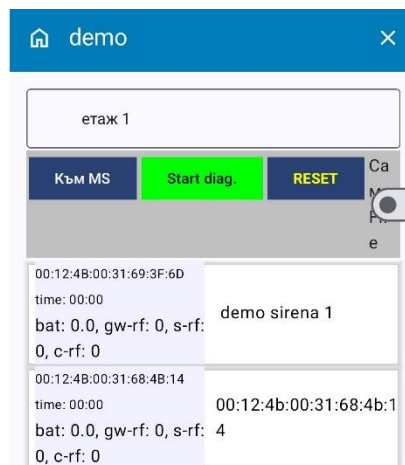 demo
етаж 1
Към MS
Start diag.
RESET
Ca
e
00:12:4B:00:31:69:3F:6D
time: 00:00
bat: 0.0, gw-rf: 0, s-rf:
0, c-rf: 0
demo sirena 1
00:12:4B:00:31:68:4B:14
time: 00:00
bat: 0.0, gw-rf: 0, s-rf:
0, c-rf: 0
00:12:4b:00:31:68:4b:1
4